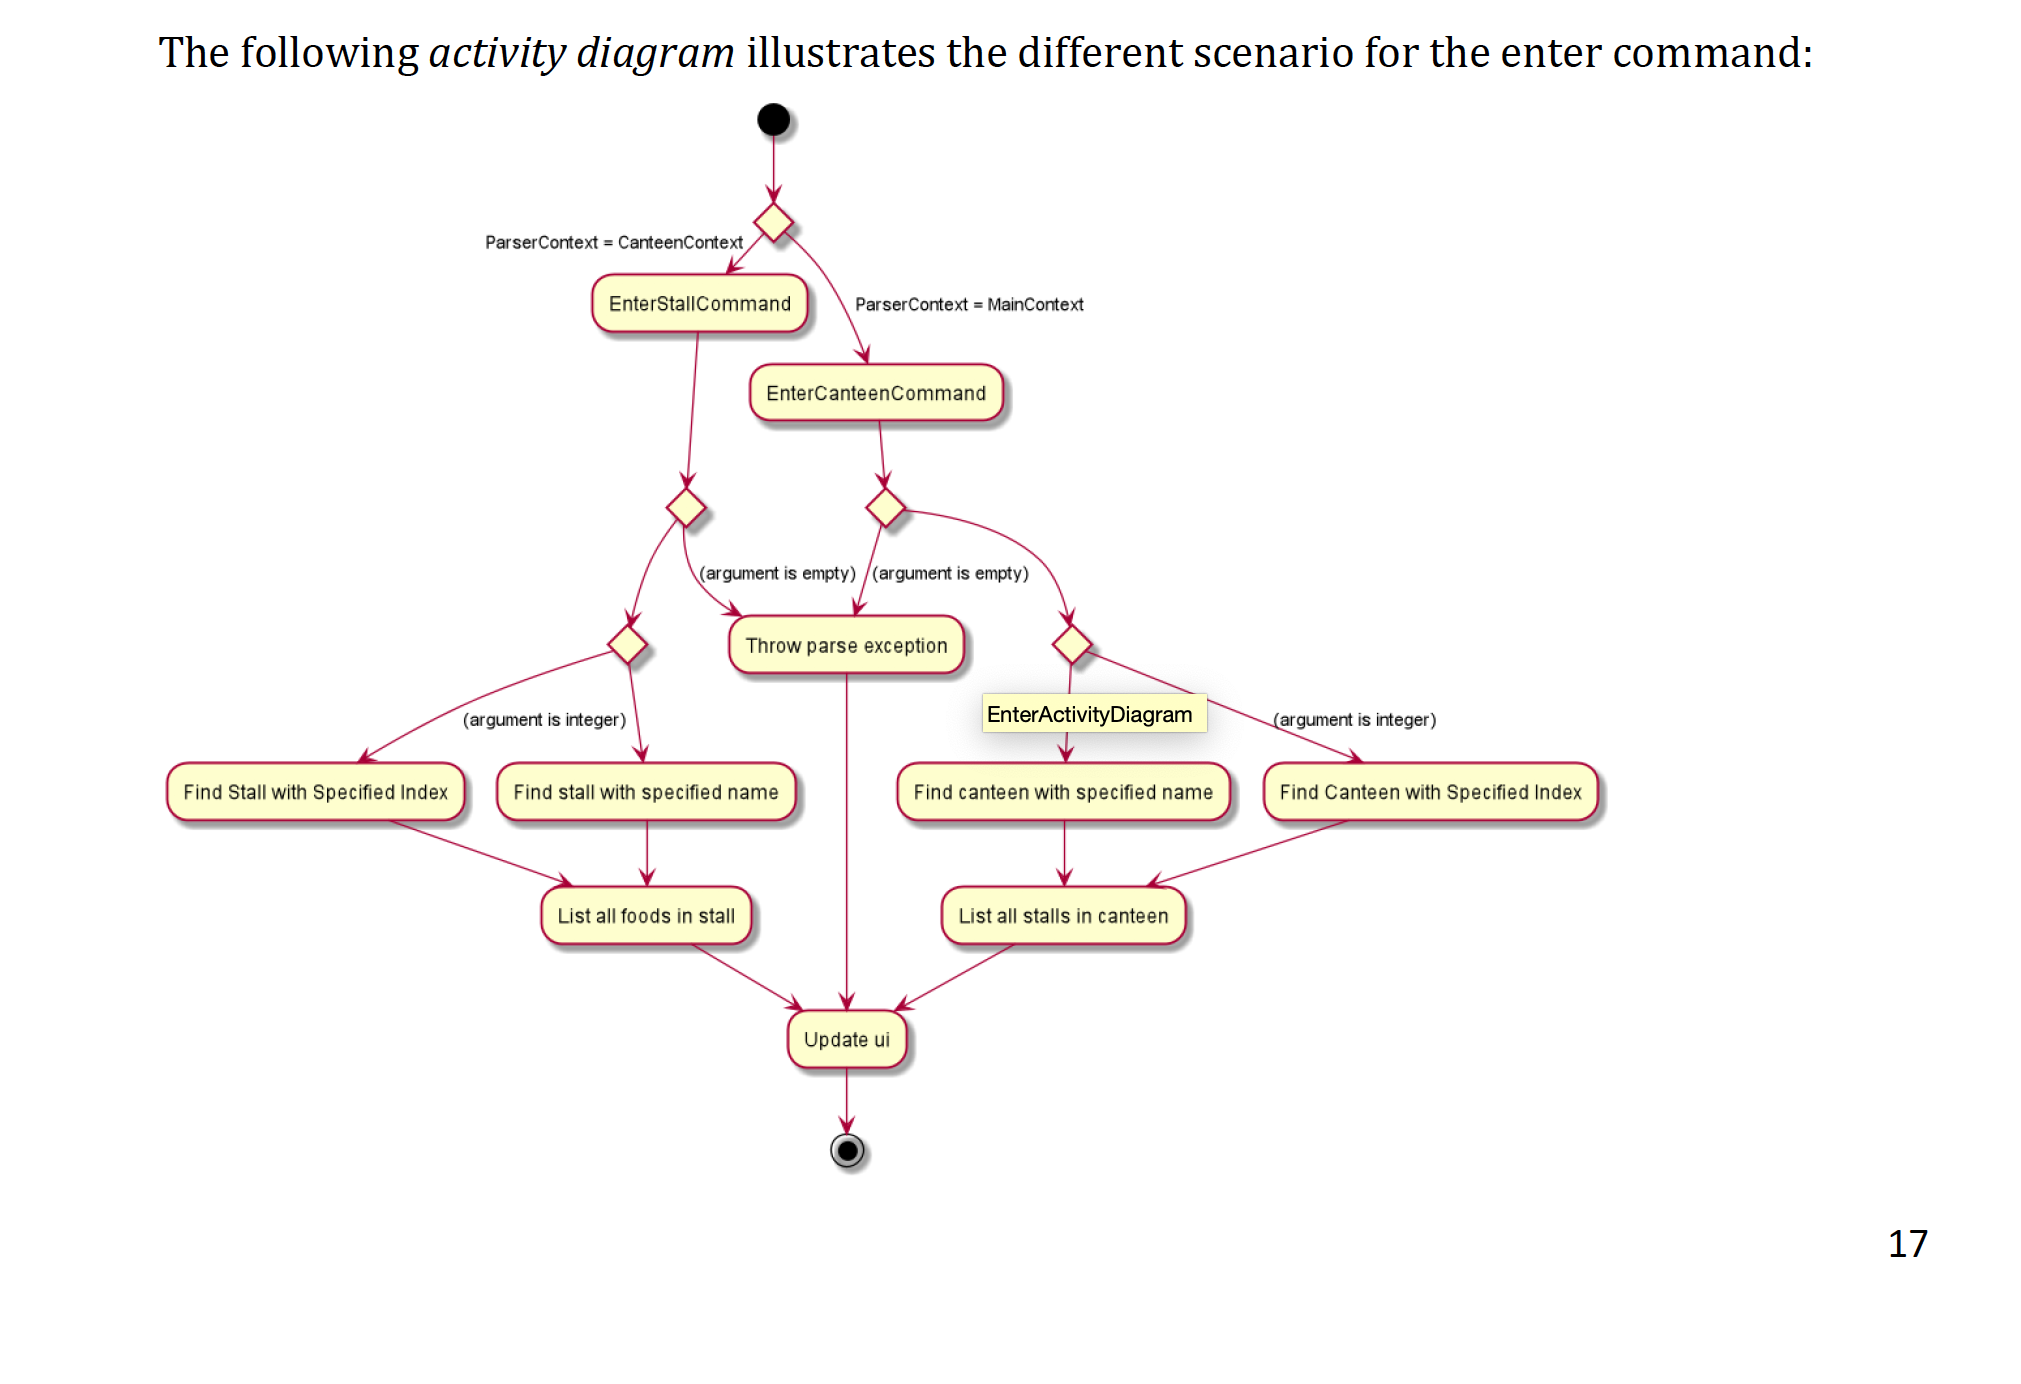 The following activity diagram illustrates the different scenario for the enter command:
ParserContext = CanteenContext
EnterStallCommand
ParserContext = MainContext
EnterCanteenCommand
(argument is empty)
(argument is empty)
Throw parse exception
(argument is integer)
EnterActivityDiagram
(argument is integer)
Find Stall with Specified Index
Find stall with specified name
Find canteen with specified name
Find Canteen with Specified Index
List all foods in stall
List all stalls in canteen
Update ui
17